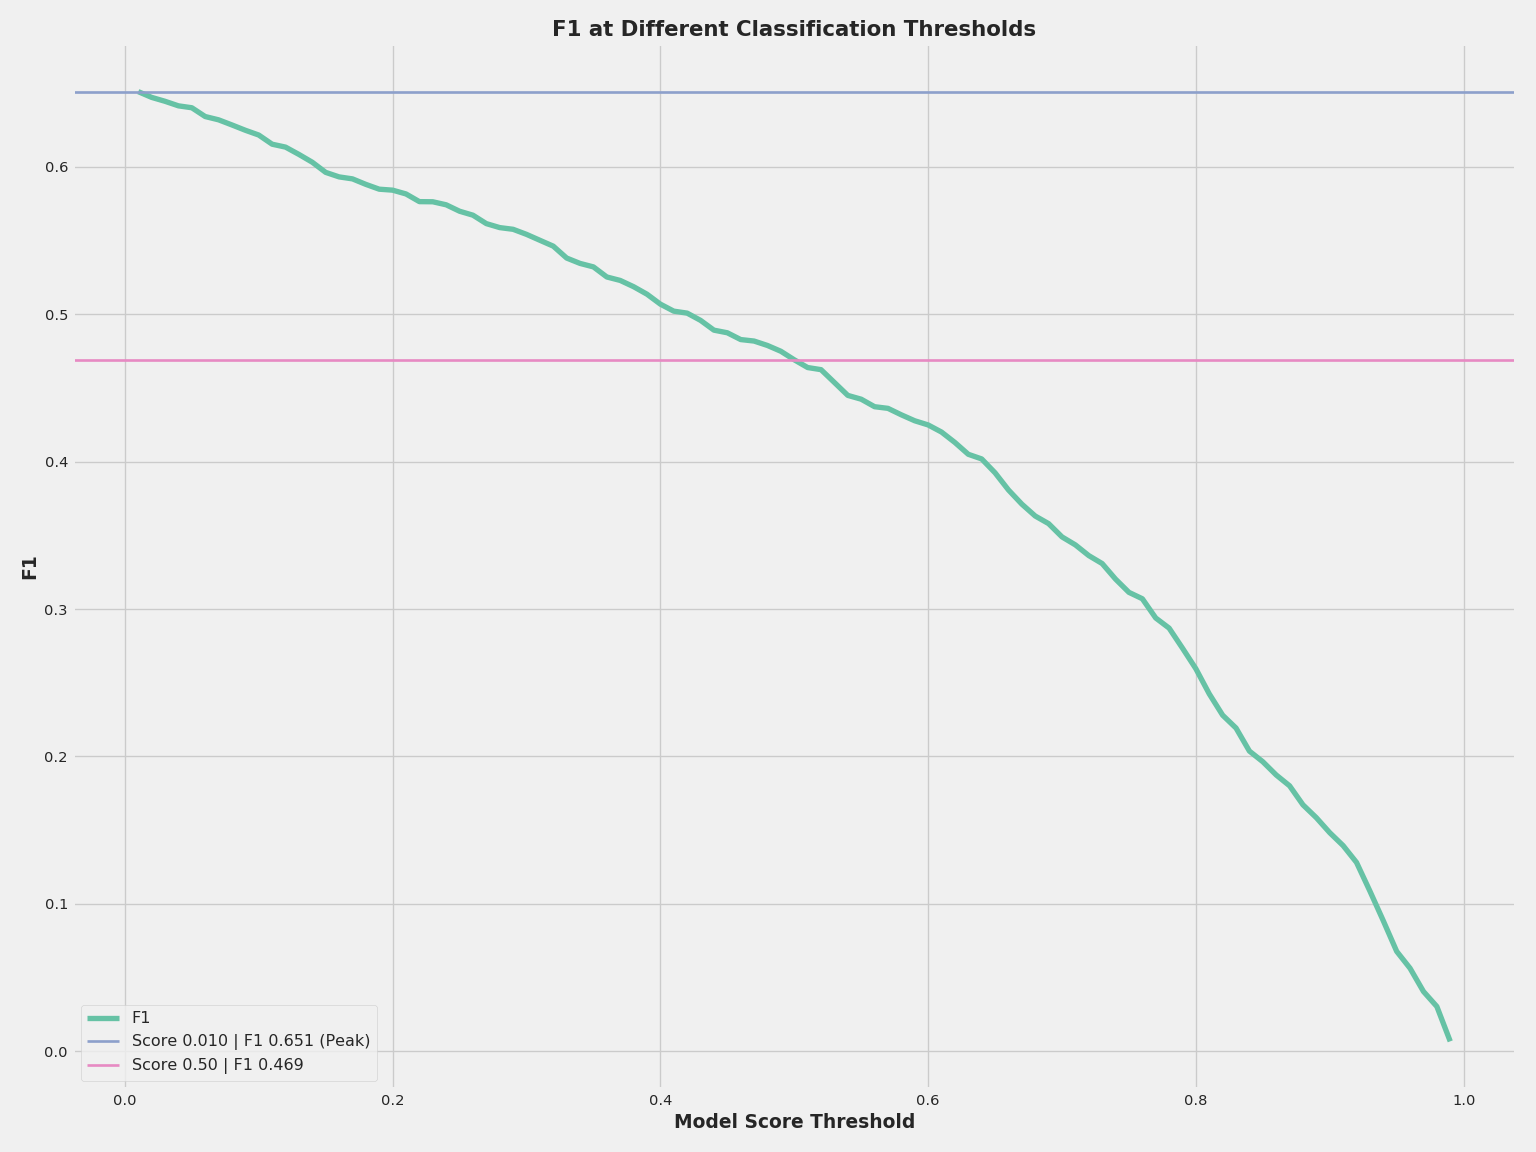 F1 at Different Classification Thresholds
F1
0.6
0.5
0.4
0.3
0.2
0.1
0.0
F1
Score 0.010 | F1 0.651 (Peak)
Score 0.50 | F1 0.469
0.0 0.2 0.4 0.6 0.8 1.0
Model Score Threshold